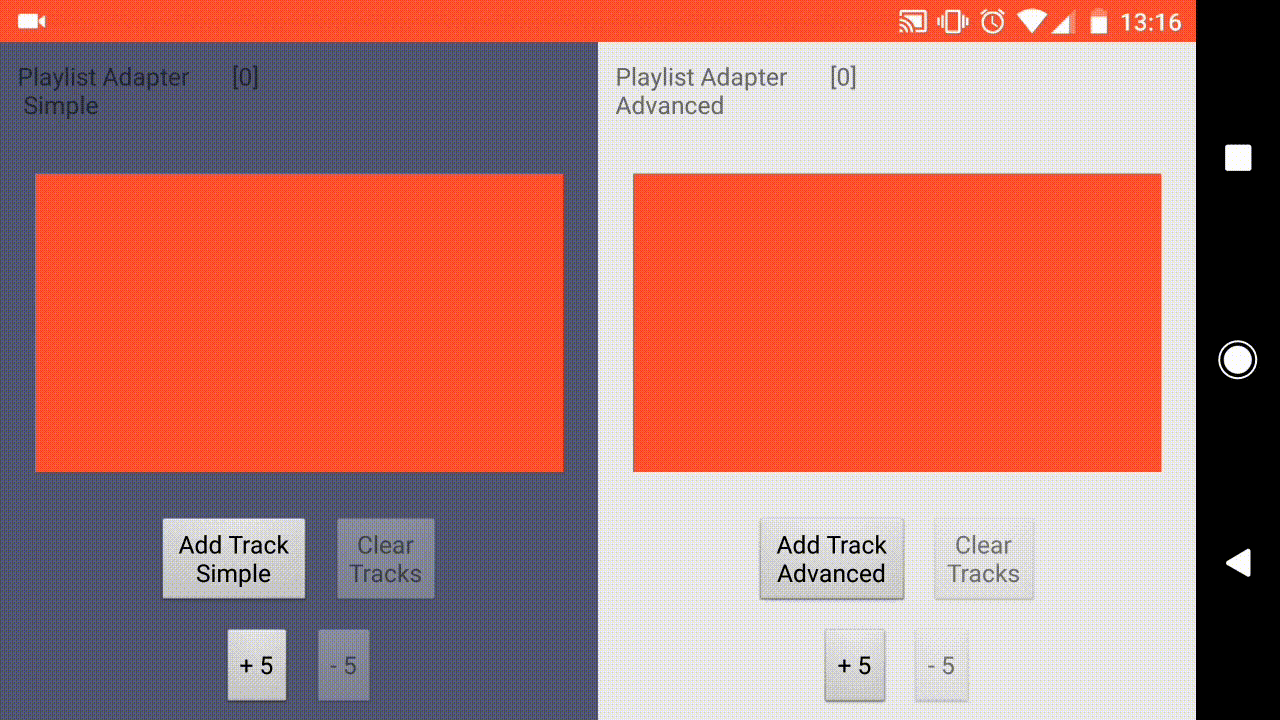 13:16
Playlist Adapter [0]
Simple
Playlist Adapter [0]
Advanced
Add Track
Simple
Clear
Tracks
+ 5
- 5
Add Track
Advanced
Clear
Tracks
+ 5
- 5